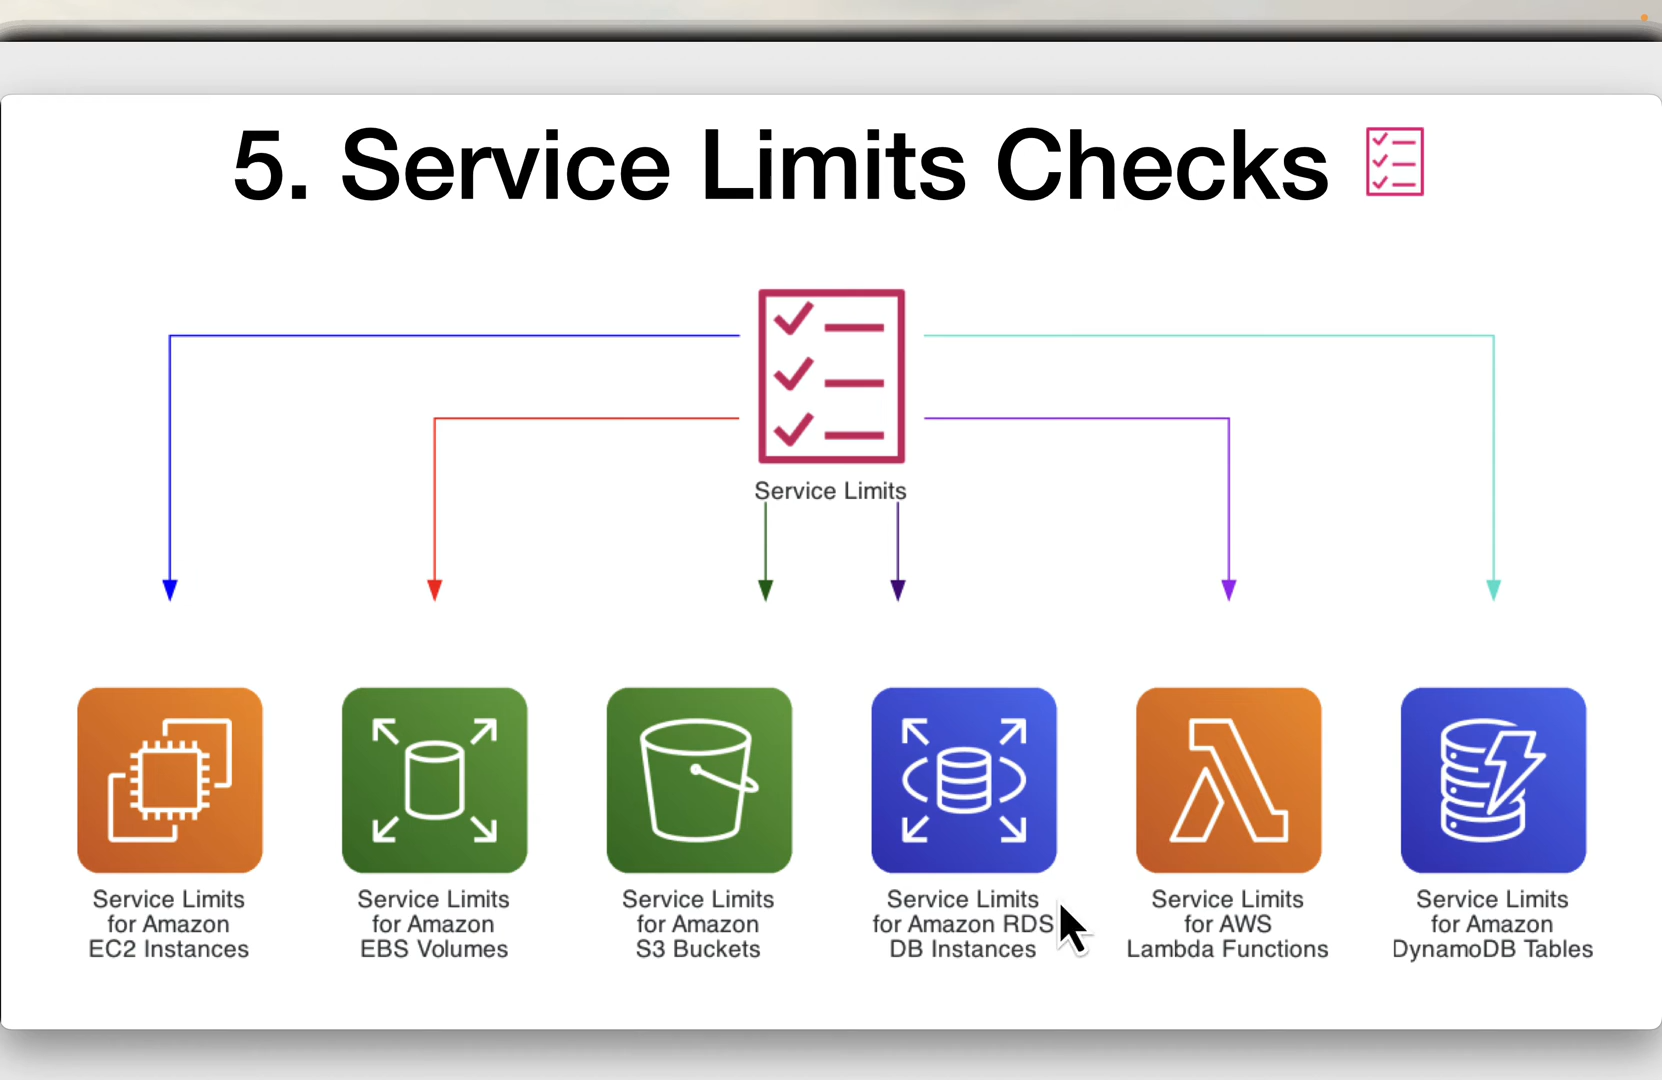 5. Service Limits Checks
Service Limits
Service Limits
for Amazon
EC2 Instances
Service Limits
for Amazon
EBS Volumes
Service Limits
for Amazon
S3 Buckets
Service Limits
for Amazon RDS
DB Instances
Service Limits
for AWS
Lambda Functions
Service Limits
for Amazon
DynamoDB Tables